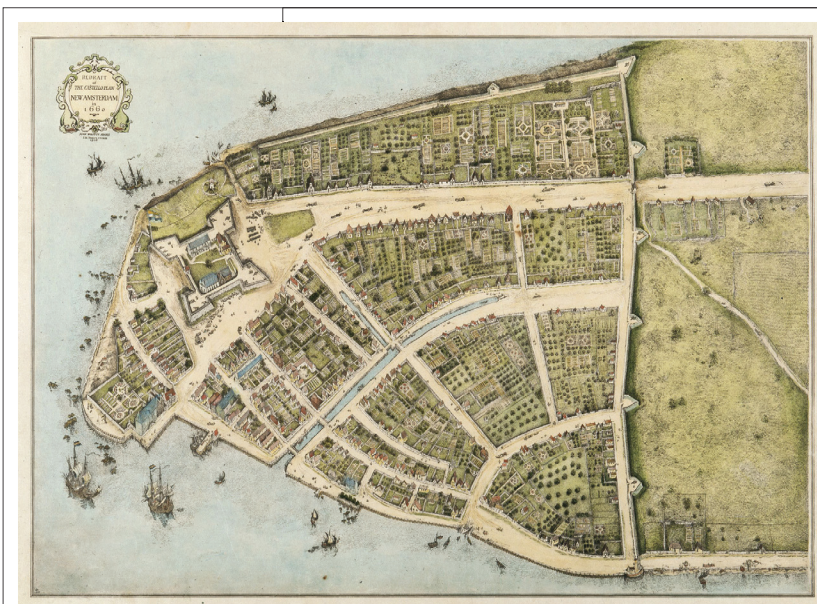 REDRAFT
of
THE CASTELLO PLAN
NEW AMSTERDAM
in
1660